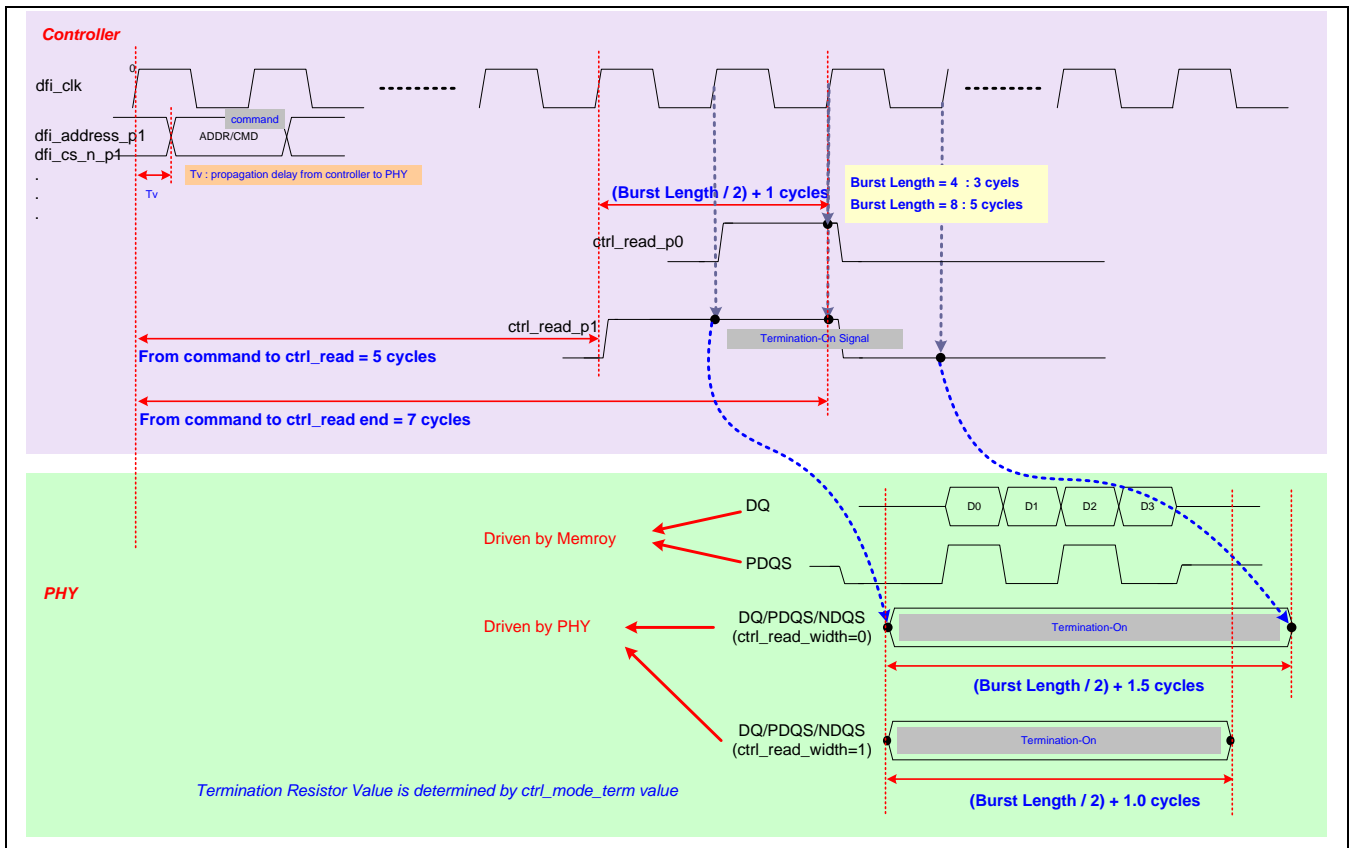 Controller
0
dfi_clk
command
dfi_address_p1
ADDR/CMD
dfi_cs_n_p1
.
.
.
Tv : propagation delay from controller to PHY
Tv
(Burst Length / 2) + 1 cycles
Burst Length = 4 : 3 cyels
Burst Length = 8 : 5 cycles
ctrl_read_p0
ctrl_read_p1
Termination-On Signal
From command to ctrl_read = 5 cycles
From command to ctrl_read end = 7 cycles
PHY
DQ
D0 D1 D2 D3
Driven by Memroy
PDQS
Driven by PHY
DQ/PDQS/NDQS
(ctrl_read_width=0)
Termination-On
(Burst Length / 2) + 1.5 cycles
DQ/PDQS/NDQS
(ctrl_read_width=1)
Termination-On
(Burst Length / 2) + 1.0 cycles
Termination Resistor Value is determined by ctrl_mode_term value